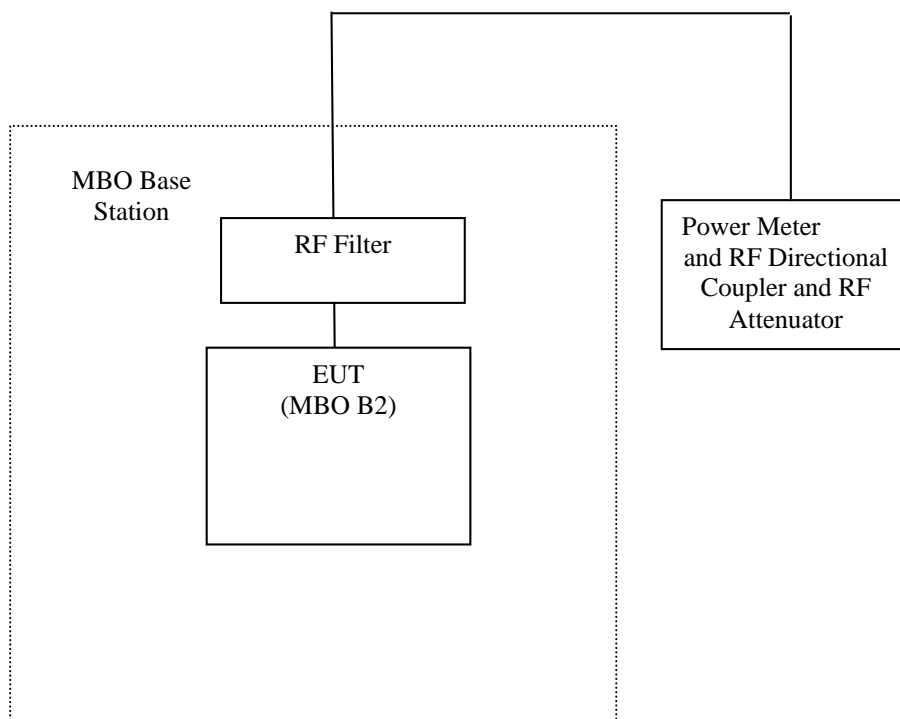 MBO Base
Station
RF Filter
EUT
(MBO B2)
Power Meter
and RF Directional
Coupler and RF
Attenuator